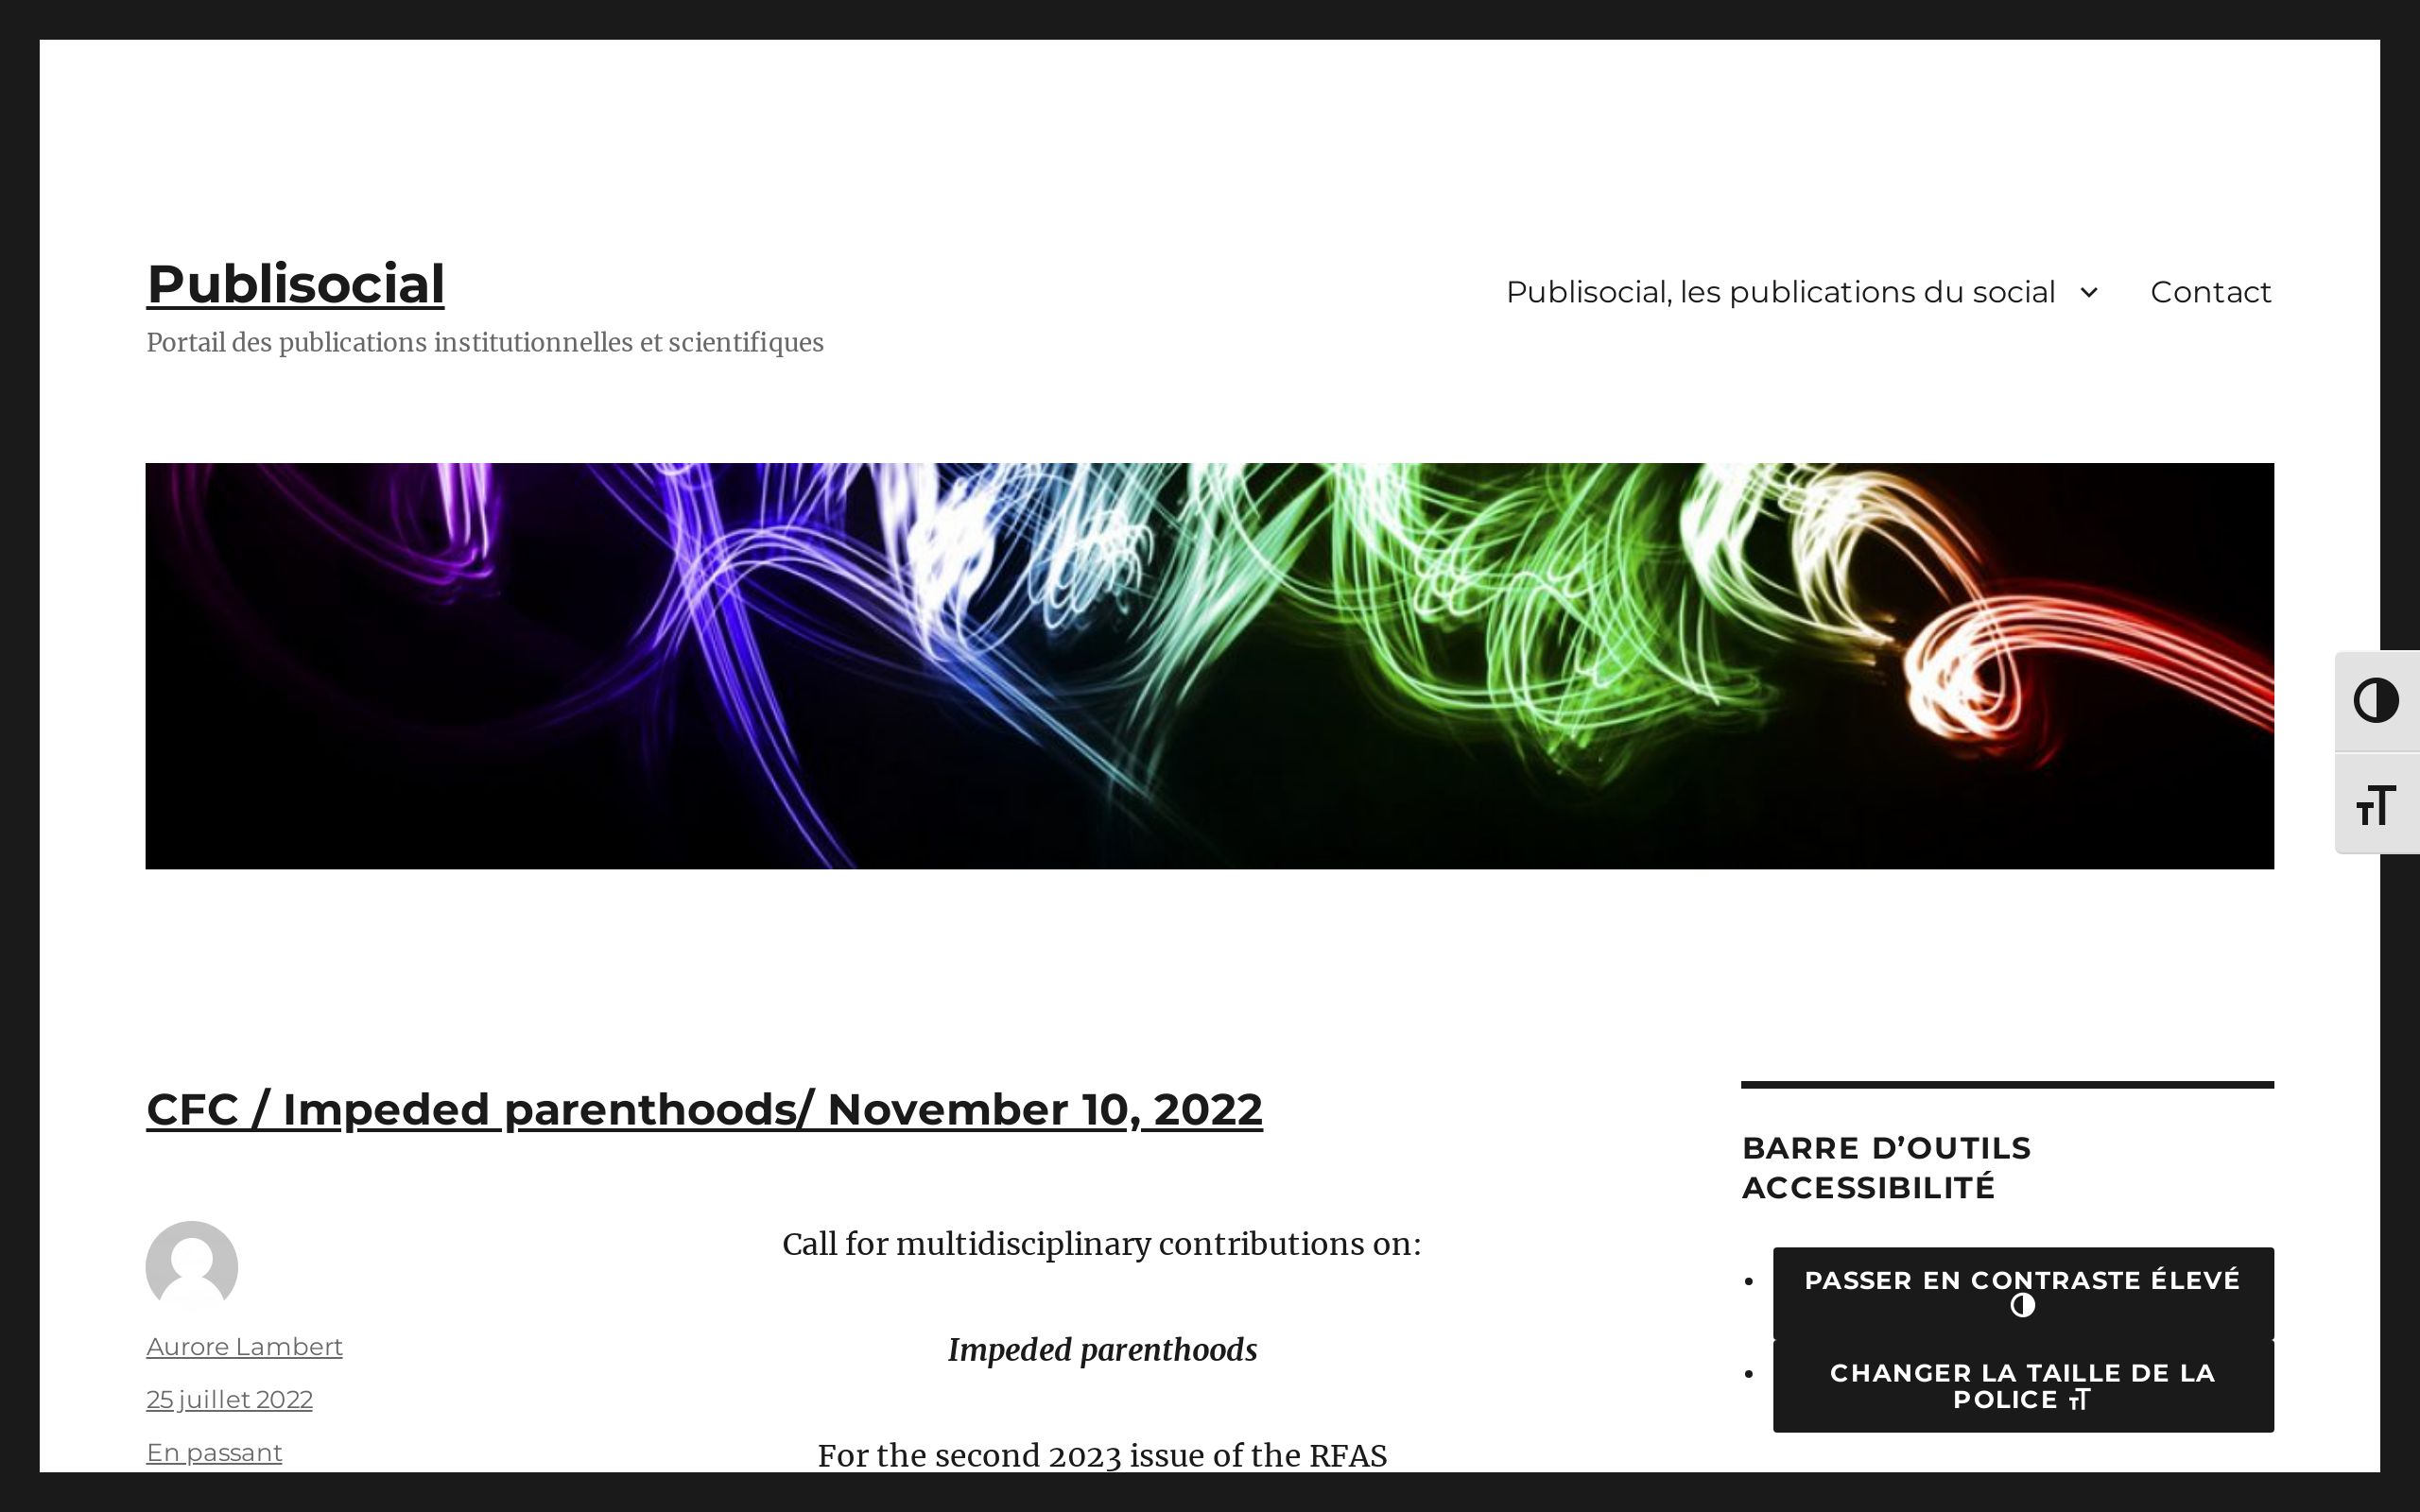 Publisocial
Portail des publications institutionnelles et scientifiques
Publisocial, les publications du social
Contact
CFC / Impeded parenthoods/ November 10, 2022
Aurore Lambert
25 juillet 2022
En passant
Call for multidisciplinary contributions on:
Impeded parenthoods
For the second 2023 issue of the RFAS
BARRE D’OUTILS
ACCESSIBILITÉ
PASSER EN CONTRASTE ÉLEVÉ
CHANGER LA TAILLE DE LA
POLICE